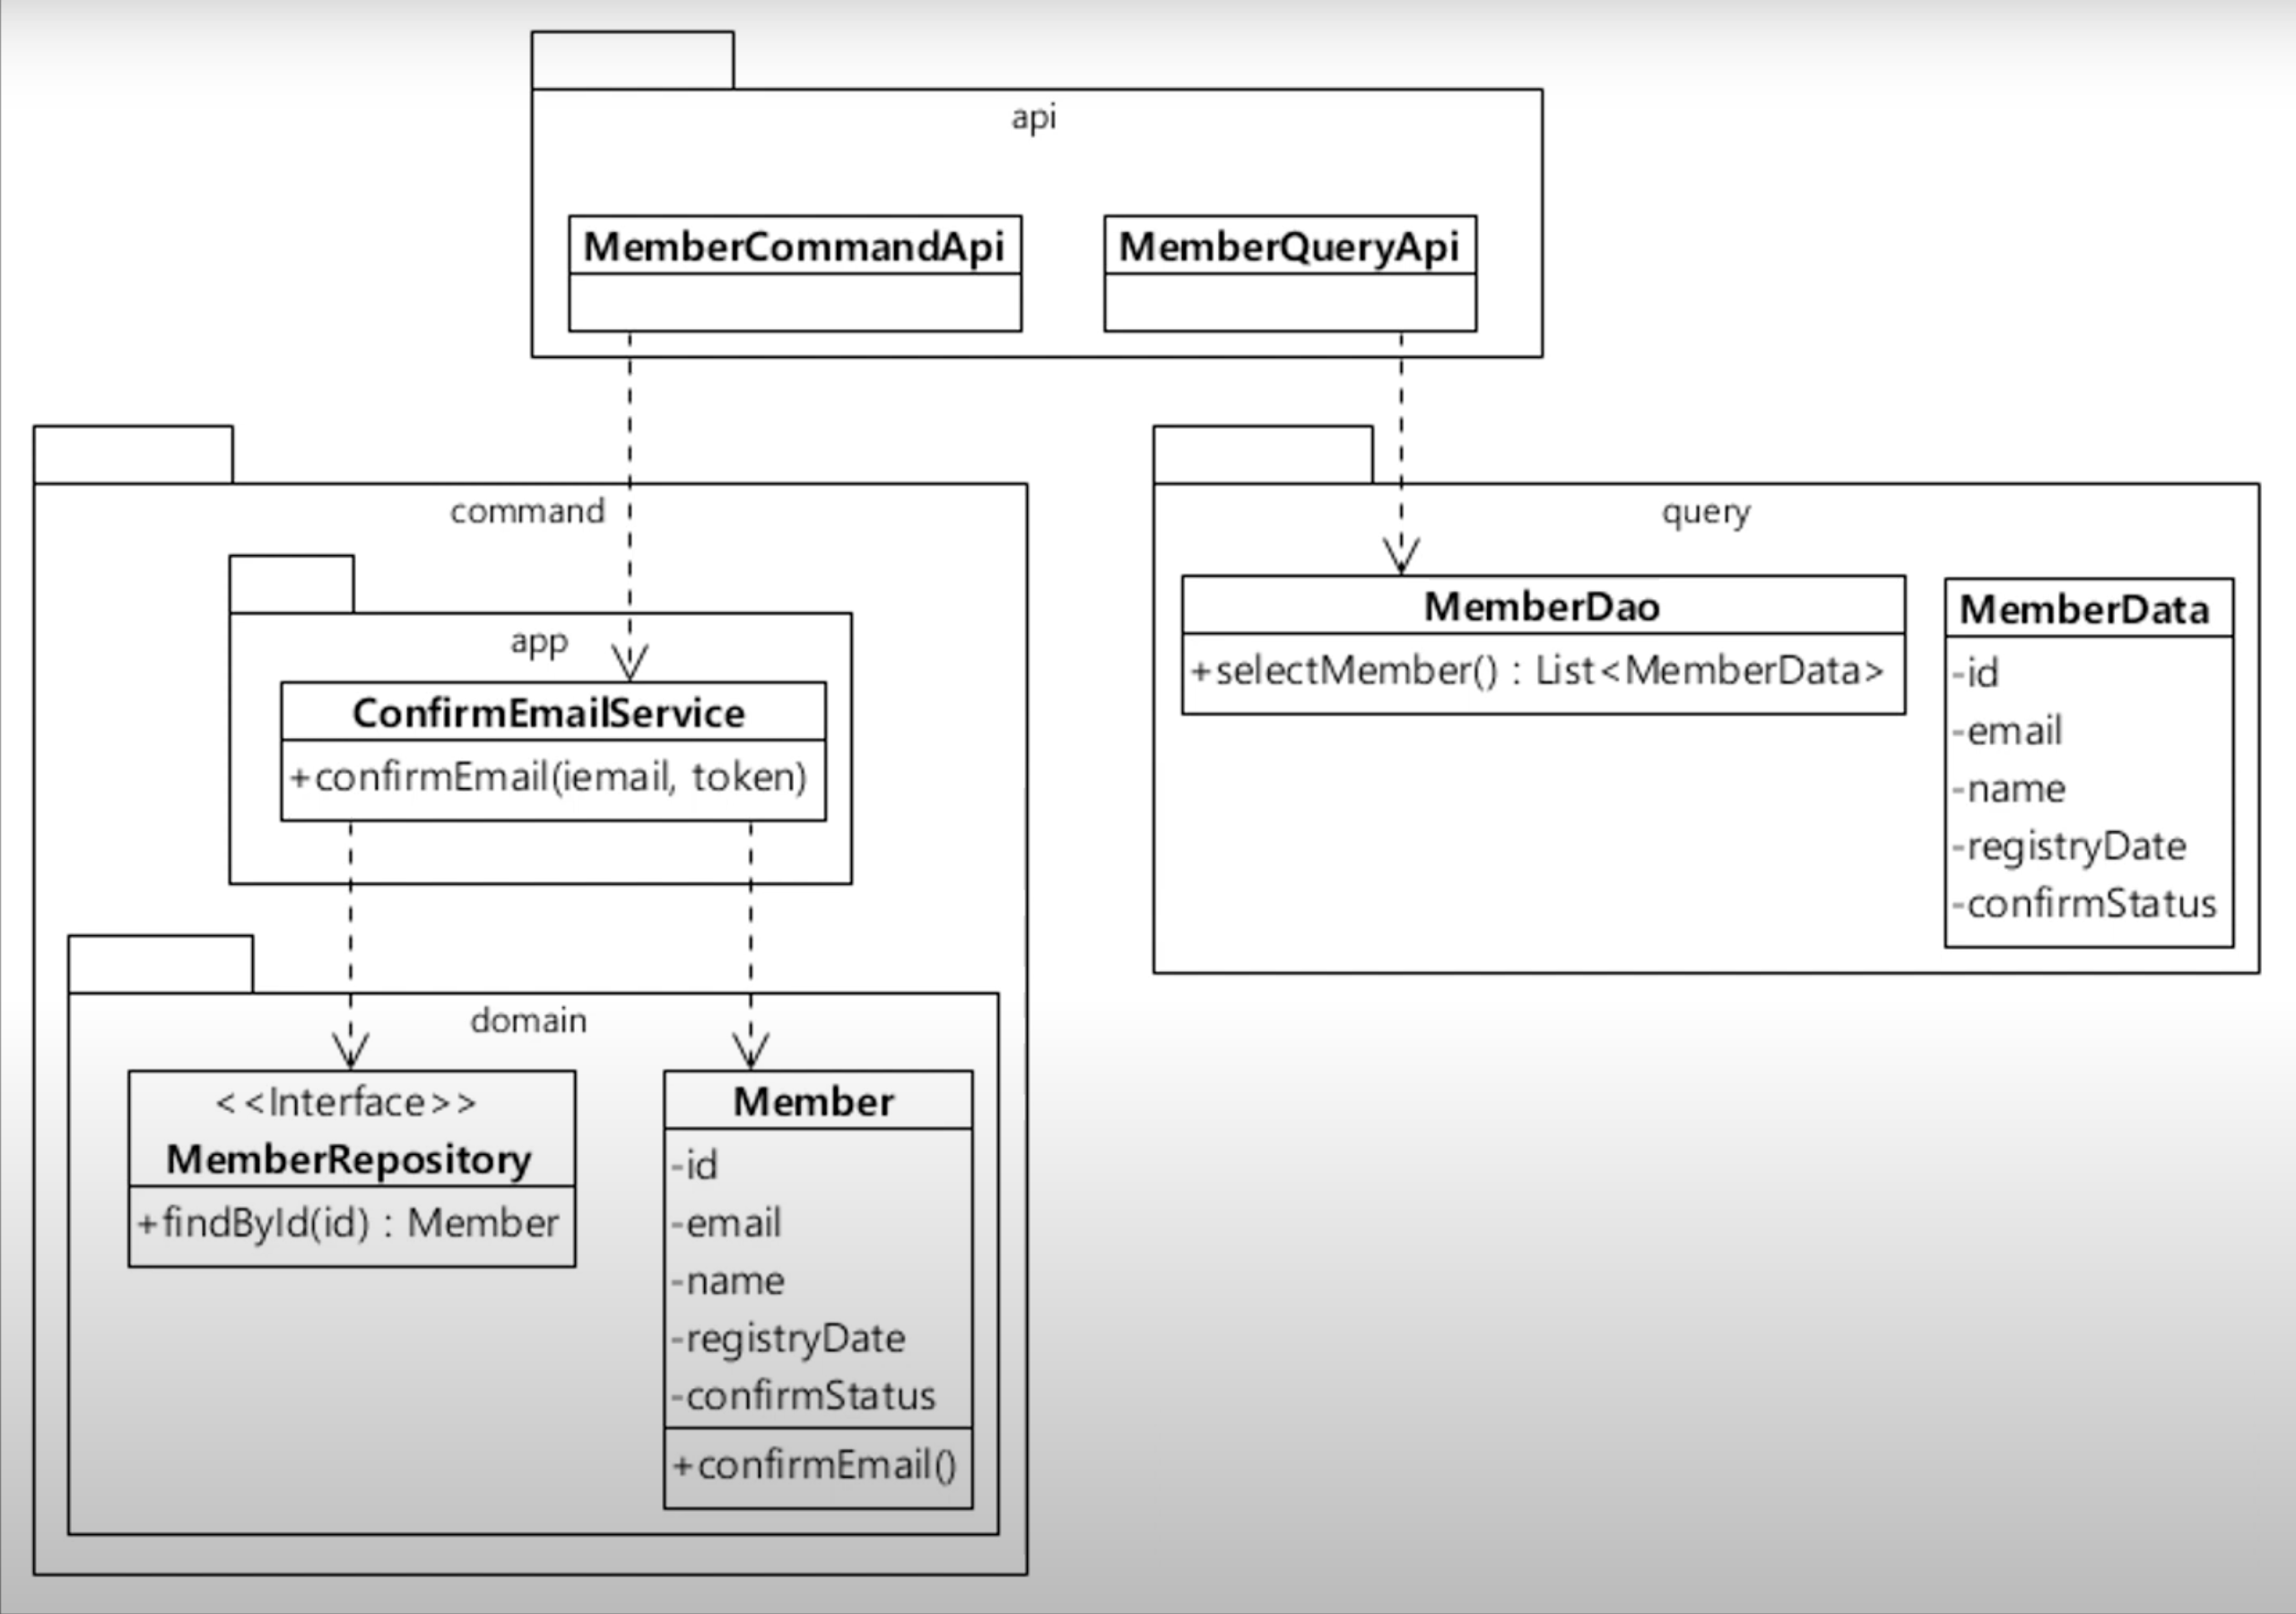 api
MemberCommandApi
MemberQueryApi
command
app
ConfirmEmailService
+confirmEmail(iemail, token)
domain
<<Interface>>
MemberRepository
+findById(id) : Member
Member
-id
-email
-name
-registryDate
-confirmStatus
+confirmEmail()
query
MemberDao
+selectMember() : List<MemberData>
MemberData
-id
-email
-name
-registryDate
-confirmStatus